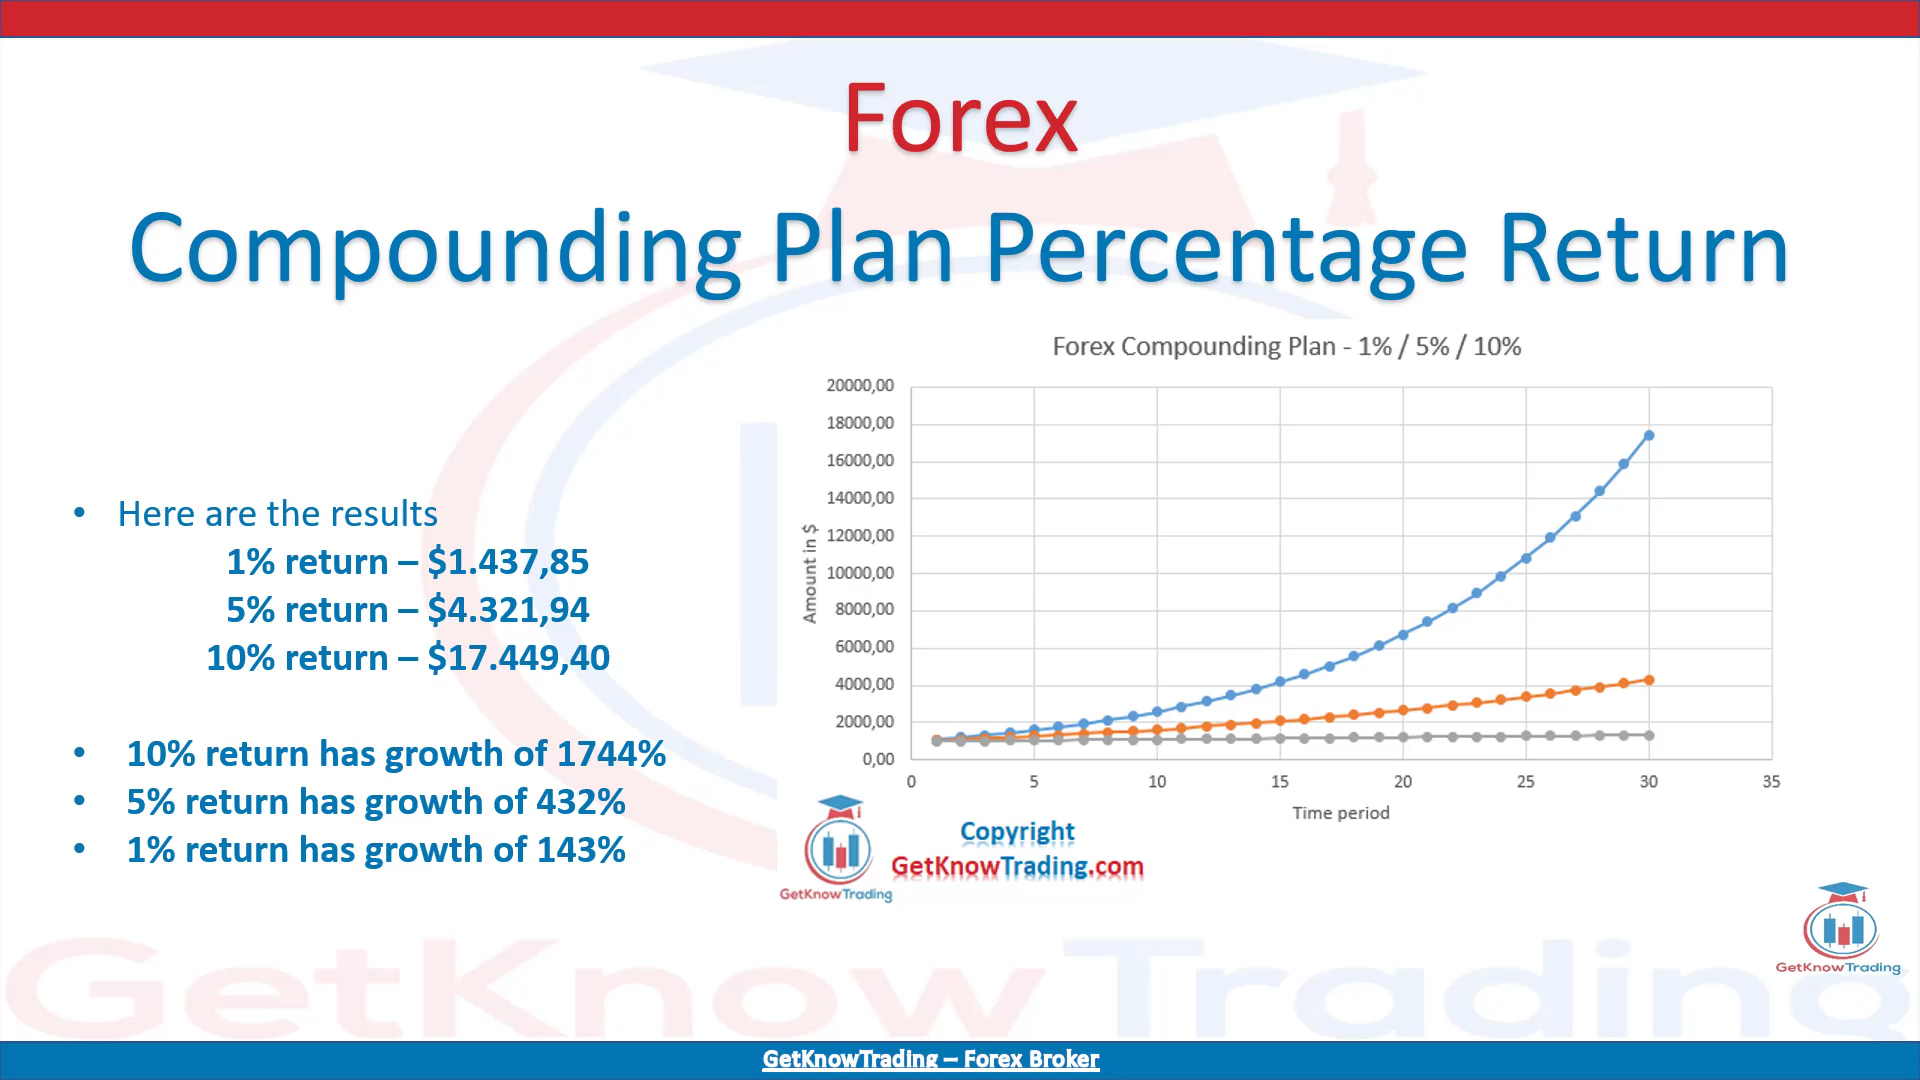 Forex
Compounding Plan Percentage Return
• Here are the results
1% return – $1.437,85
5% return – $4.321,94
10% return – $17.449,40
• 10% return has growth of 1744%
• 5% return has growth of 432%
• 1% return has growth of 143%
Forex Compounding Plan - 1% / 5% / 10%
20000,00
18000,00
16000,00
14000,00
12000,00
10000,00
8000,00
6000,00
4000,00
2000,00
0,00
Amount in $
0 5 10 15 20 25 30 35
Time period
Copyright
GetKnowTrading.com
GetKnowTrading
GetKnowTrading
GetKnow Trading
GetKnowTrading – Forex Broker